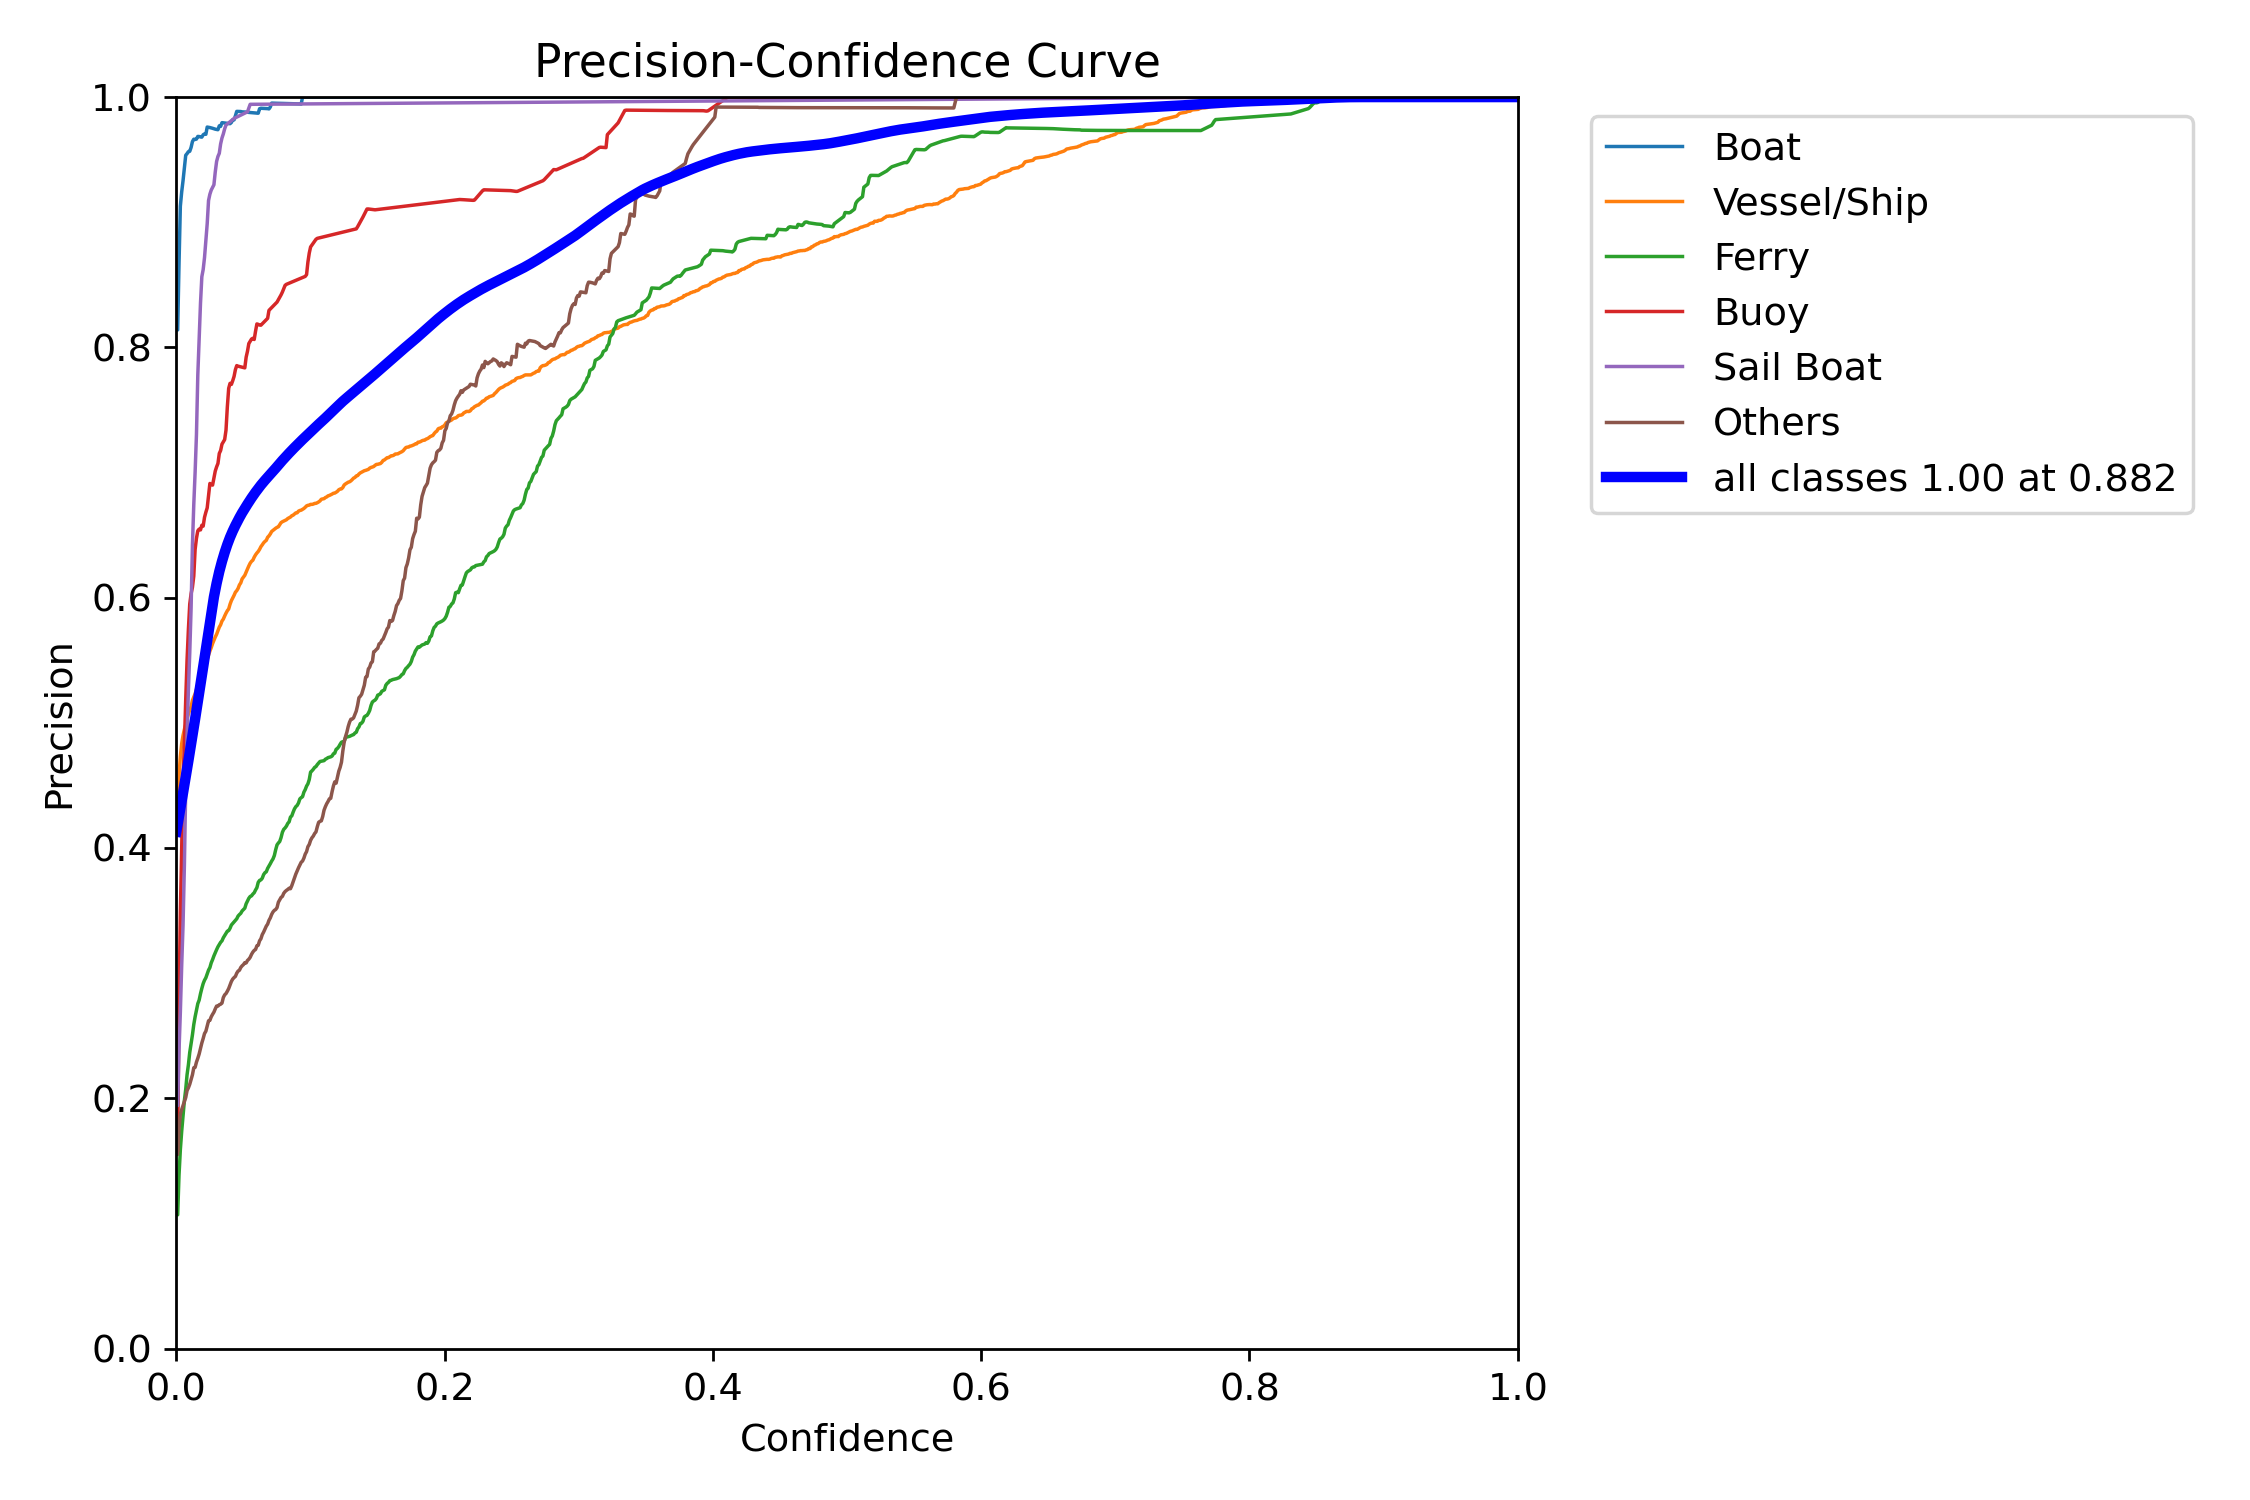 Precision-Confidence Curve
1.0
0.8
0.6
0.4
0.2
0.0
Precision
0.0 0.2 0.4 0.6 0.8 1.0
Confidence
Boat
Vessel/Ship
Ferry
Buoy
Sail Boat
Others
all classes 1.00 at 0.882